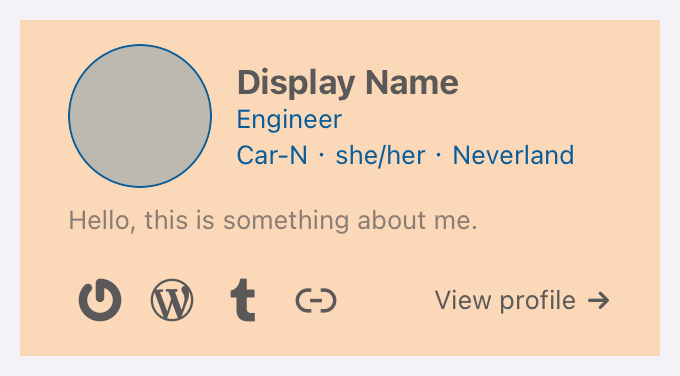 Display Name
Engineer
Car-N · she/her · Neverland
Hello, this is something about me.
View profile →